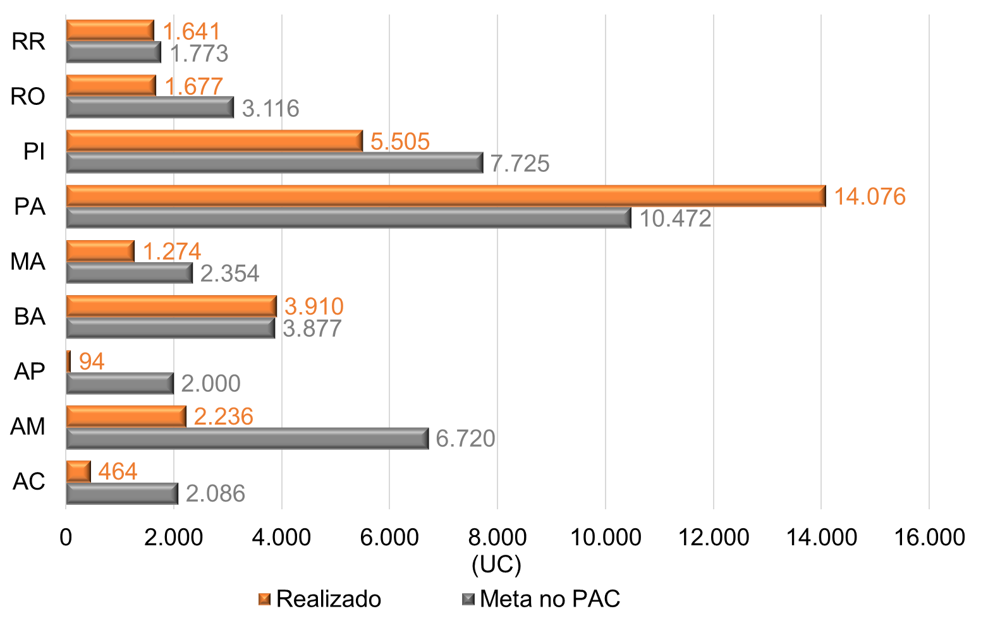 RR
1.641
1.773
RO
1.677
3.116
PI
5.505
7.725
PA
14.076
10.472
MA
1.274
2.354
BA
3.910
3.877
AP
94
2.000
AM
2.236
6.720
AC
464
2.086
0 2.000 4.000 6.000 8.000 10.000 12.000 14.000 16.000
(UC)
Realizado Meta no PAC